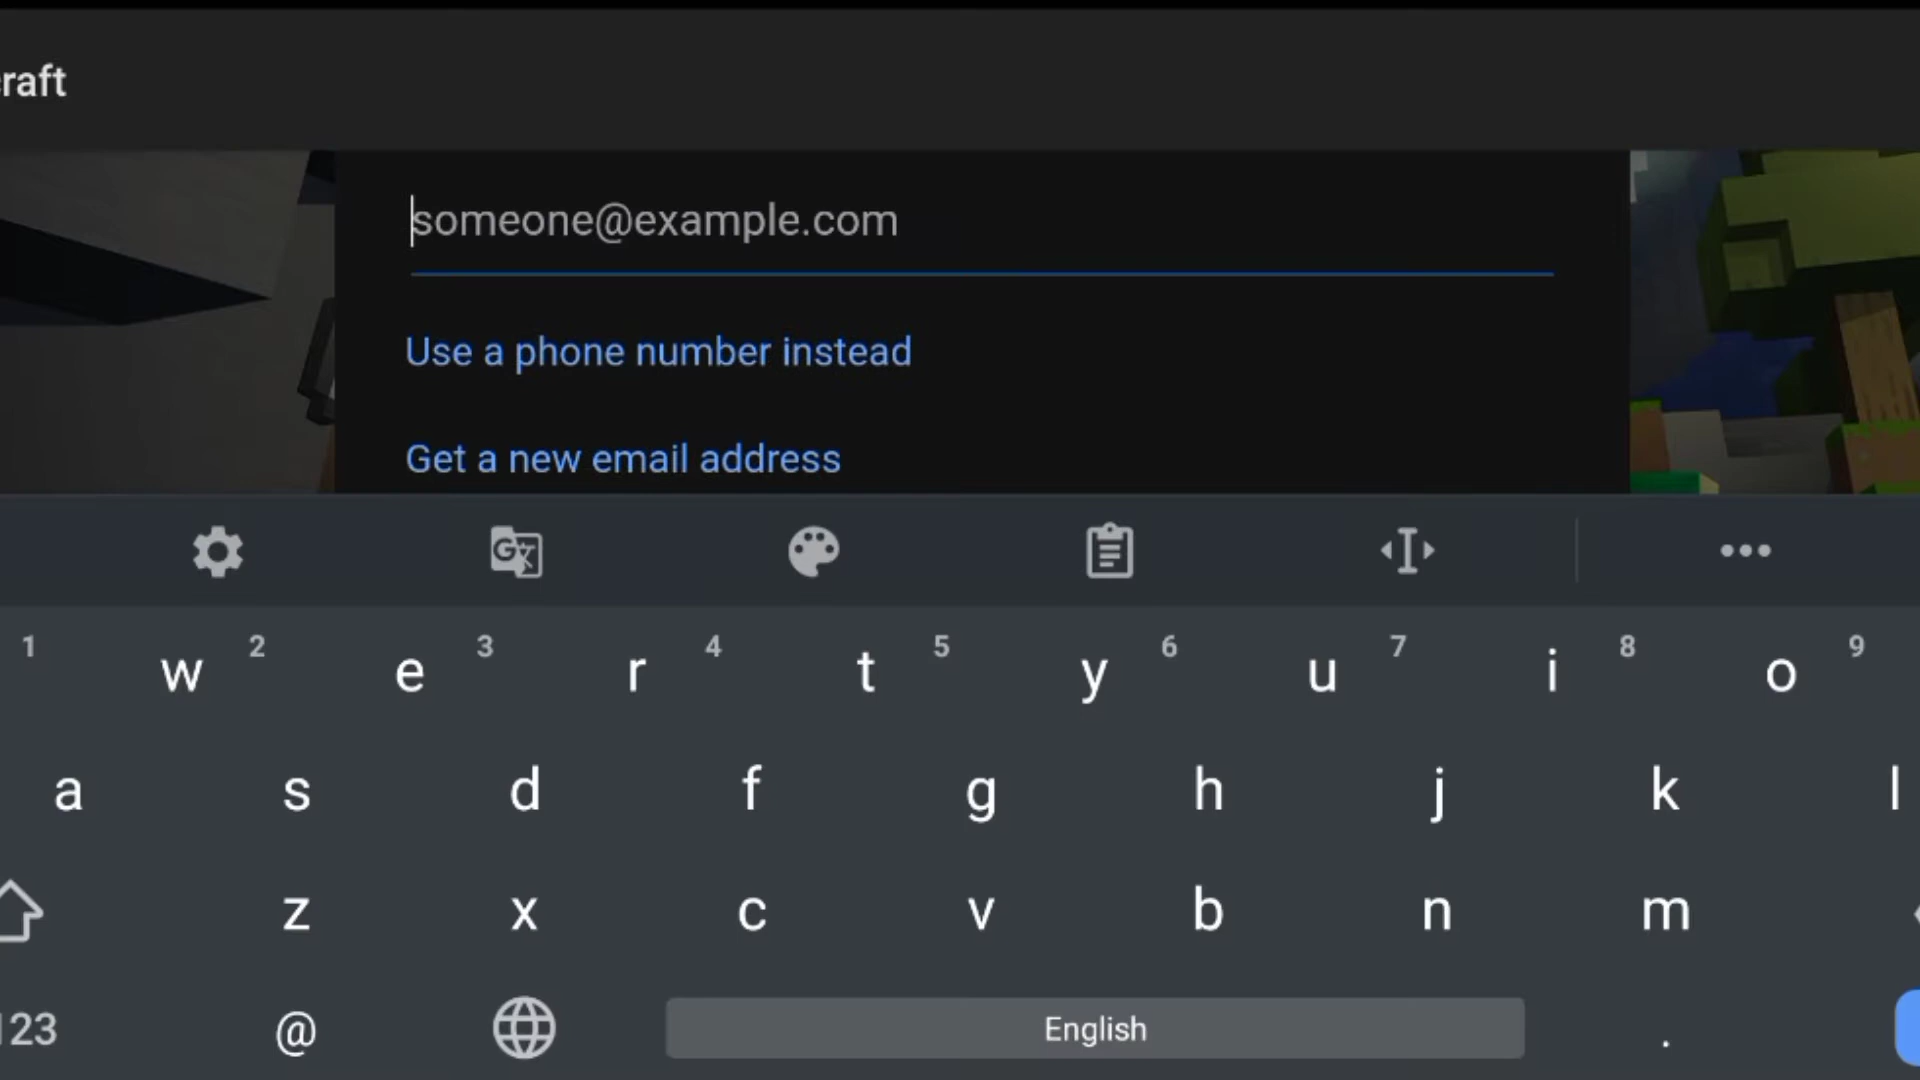 craft
someone@example.com
Use a phone number instead
Get a new email address
1 w 2 e 3 r 4 t 5 y 6 u 7 i 8 o 9
a s d f g h j k l
z x c v b n m
123 @ English .